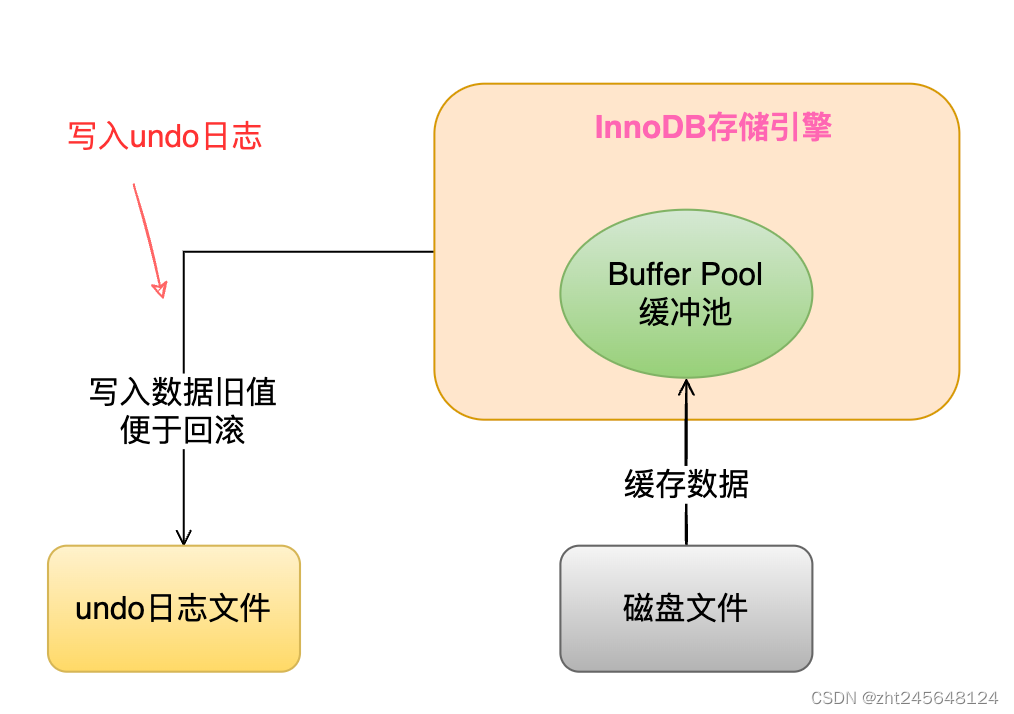 写入undo日志
InnoDB存储引擎
Buffer Pool
缓冲池
写入数据旧值
便于回滚
缓存数据
undo日志文件
磁盘文件
CSDN @zht245648124